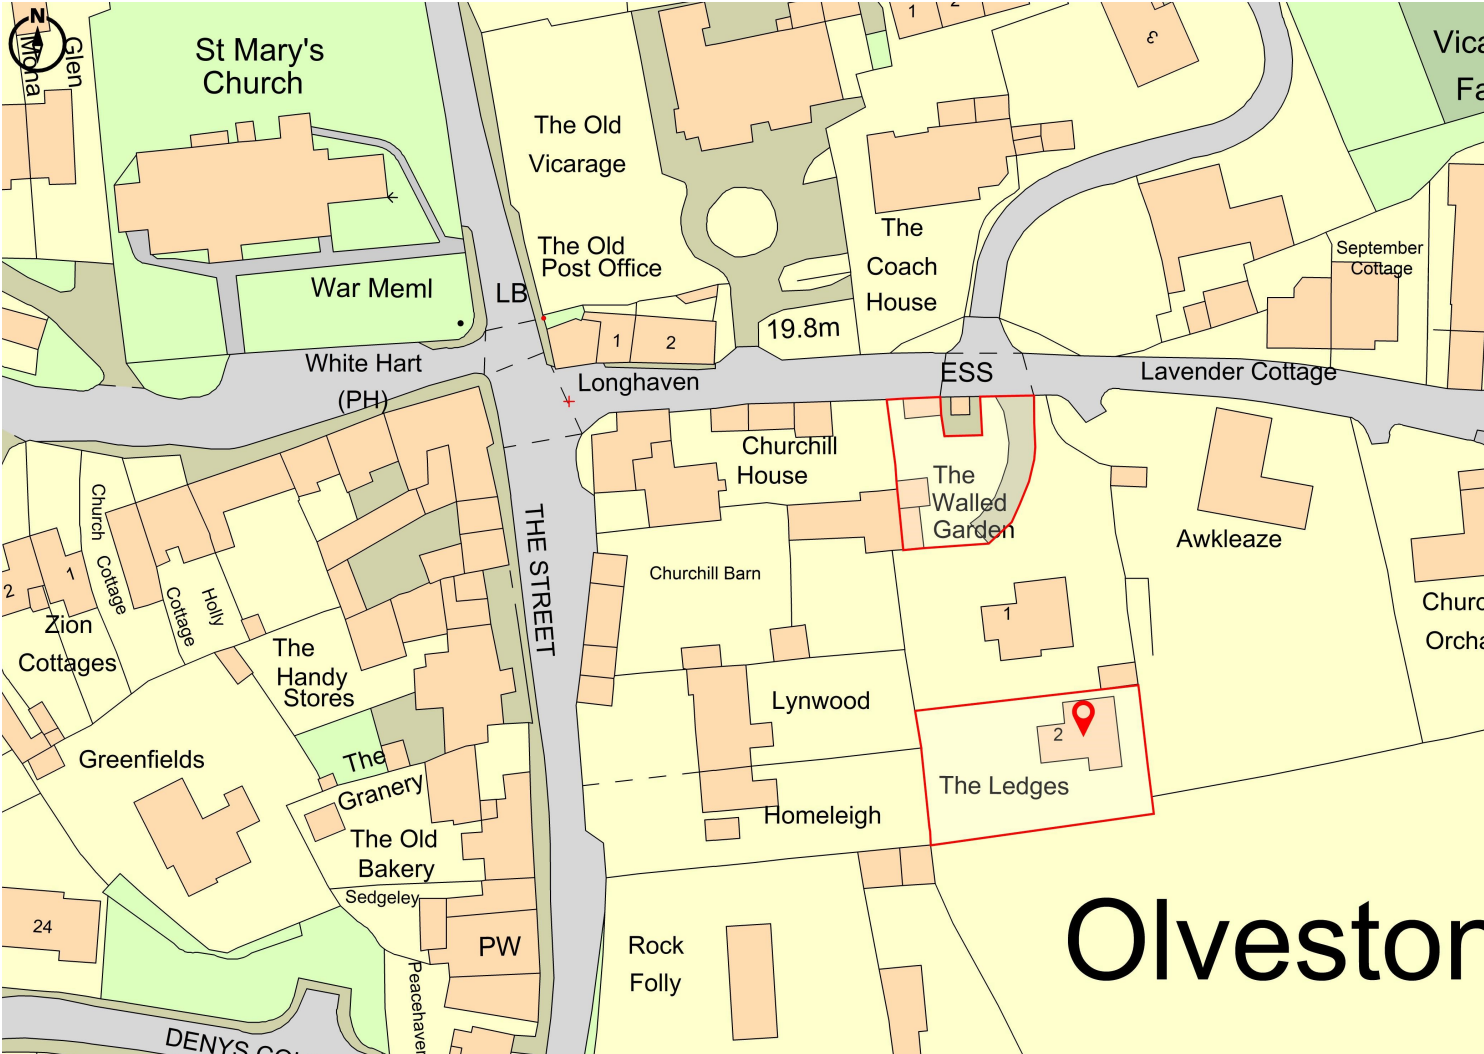 N
Mona
Glen
St Mary's
Church
The Old
Vicarage
1
3
The Old
Post Office
The
Coach
House
September
Cottage
War Meml
LB
1
2
19.8m
White Hart
(PH)
Longhaven
ESS
Lavender Cottage
Churchill
House
The
Walled
Garden
Awkleaze
Church
Cottage
Holly
Cottage
THE STREET
Churchill Barn
2
1
Zion
Cottages
The
Handy
Stores
1
Lynwood
2
The Ledges
Greenfields
The
Granery
Homeleigh
The Old
Bakery
Sedgeley
24
PW
Rock
Folly
Peacehaven
Olveston
DENYS